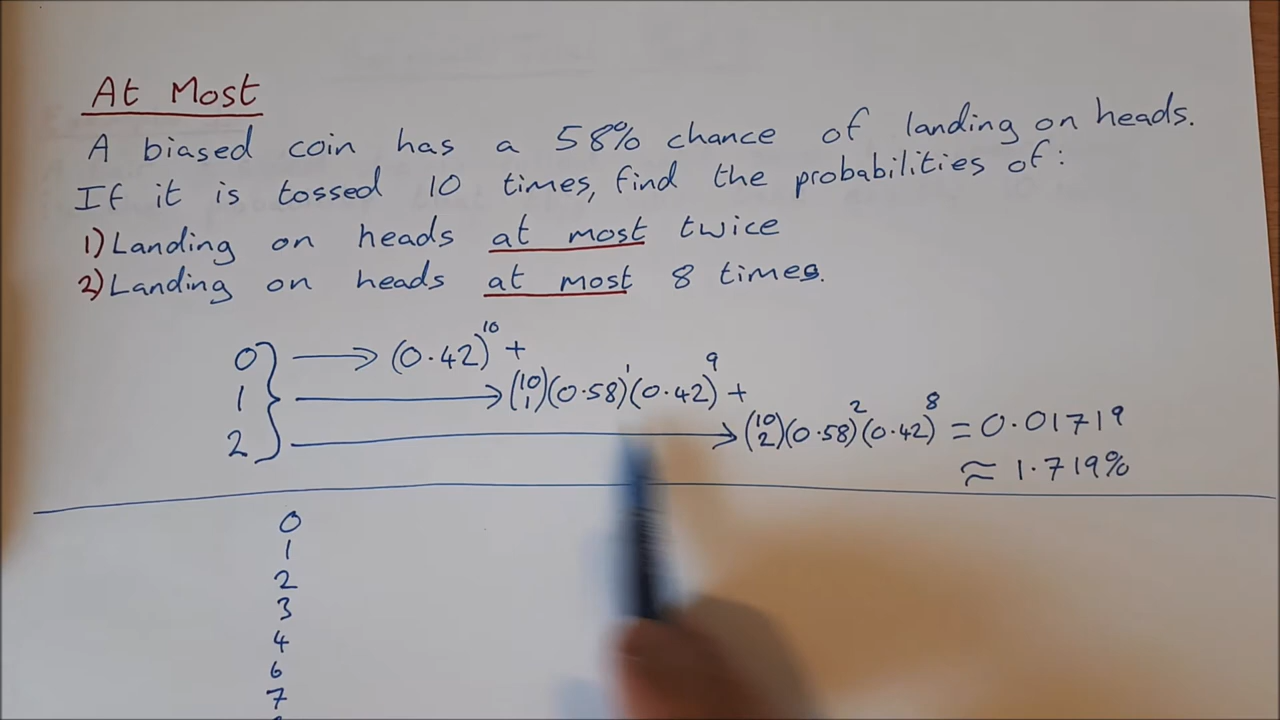 At Most
A biased coin has a 58% chance of landing on heads.
If it is tossed 10 times, find the probabilities of:
1) Landing on heads at most twice
2) Landing on heads at most 8 times.
0 → (0.42)^10 +
1 → (10 1)(0.58)^1(0.42)^9 +
2 → (10 2)(0.58)^2(0.42)^8 = 0.01719
≈ 1.719%
0
1
2
3
4
6
7